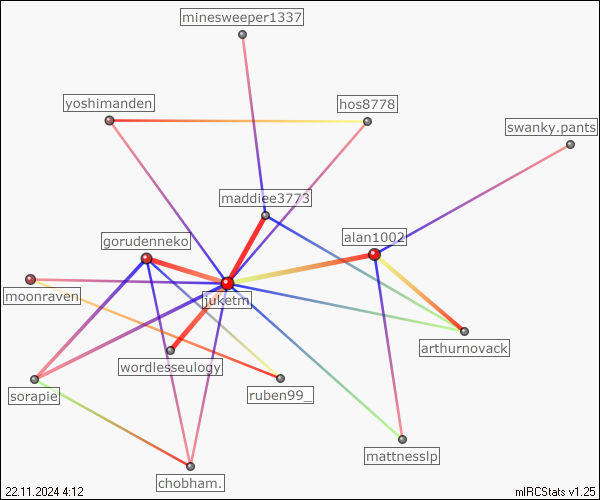 minesweeper1337
yoshimanden
hos8778
swanky.pants
maddiee3773
alan1002
gorudenneko
moonraven
juketm
arthurnovack
wordlesseulogy
sorapie
ruben99_
mattnesslp
chobham.
22.11.2024 4:12
mIRCStats v1.25